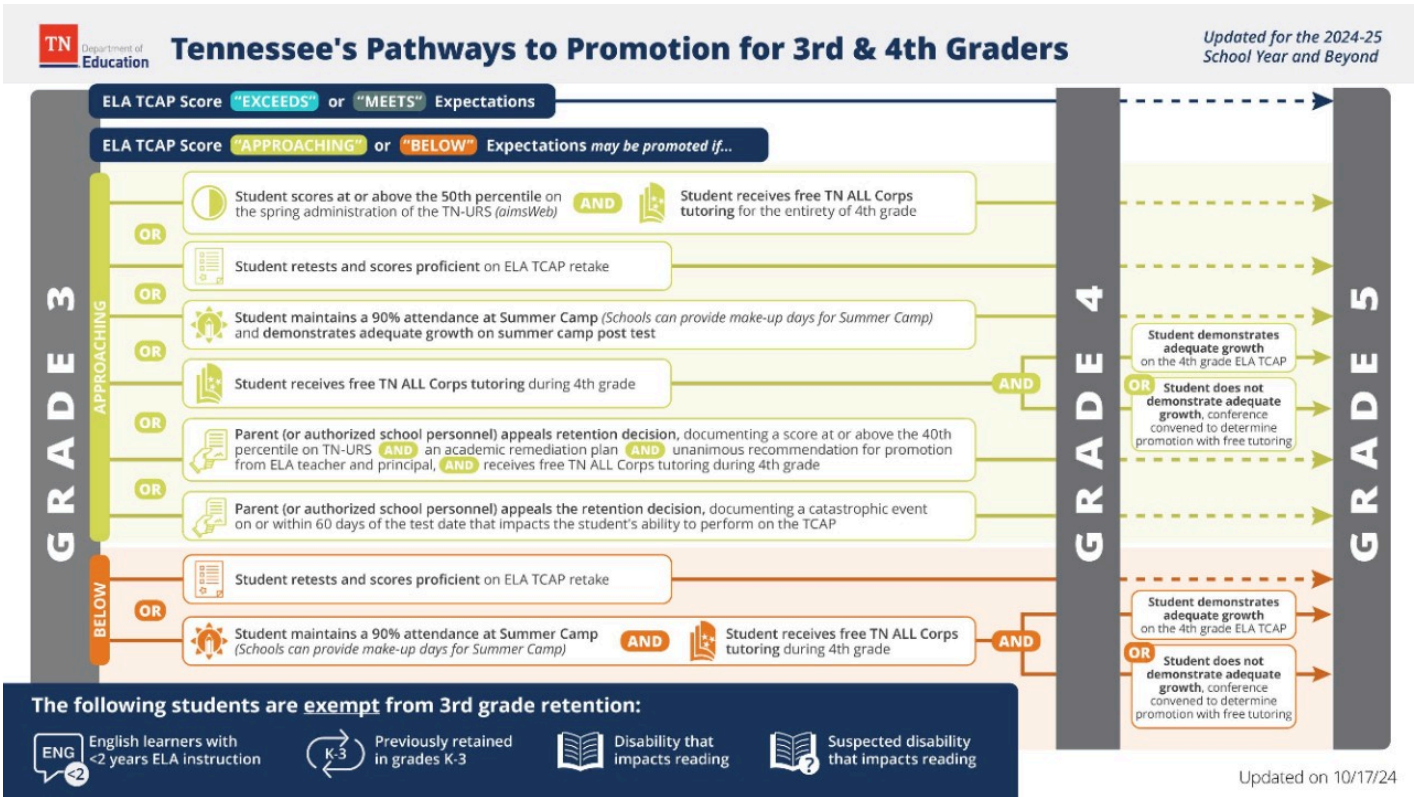 TN
Department of
Education
Tennessee's Pathways to Promotion for 3rd & 4th Graders
Updated for the 2024-25
School Year and Beyond
ELA TCAP Score "EXCEEDS" or "MEETS" Expectations
ELA TCAP Score "APPROACHING" or "BELOW" Expectations may be promoted if...
GRADE 3
GRADE 4
GRADE 5
APPROACHING
Student scores at or above the 50th percentile on
the spring administration of the TN-URS (aimsWeb)
AND
Student receives free TN ALL Corps
tutoring for the entirety of 4th grade
OR
Student retests and scores proficient on ELA TCAP retake
OR
Student maintains a 90% attendance at Summer Camp (Schools can provide make-up days for Summer Camp)
and demonstrates adequate growth on summer camp post test
OR
Student receives free TN ALL Corps tutoring during 4th grade
AND
Student demonstrates
adequate growth
on the 4th grade ELA TCAP
OR
Student does not
demonstrate adequate
growth, conference
convened to determine
promotion with free tutoring
OR
Parent (or authorized school personnel) appeals retention decision, documenting a score at or above the 40th
percentile on TN-URS AND an academic remediation plan AND unanimous recommendation for promotion
from ELA teacher and principal, AND receives free TN ALL Corps tutoring during 4th grade
OR
Parent (or authorized school personnel) appeals the retention decision, documenting a catastrophic event
on or within 60 days of the test date that impacts the student's ability to perform on the TCAP
BELOW
Student retests and scores proficient on ELA TCAP retake
OR
Student maintains a 90% attendance at Summer Camp
(Schools can provide make-up days for Summer Camp)
AND
Student receives free TN ALL Corps
tutoring during 4th grade
AND
Student demonstrates
adequate growth
on the 4th grade ELA TCAP
OR
Student does not
demonstrate adequate
growth, conference
convened to determine
promotion with free tutoring
The following students are exempt from 3rd grade retention:
ENG
<2
English learners with
<2 years ELA instruction
K-3
Previously retained
in grades K-3
Disability that
impacts reading
?
Suspected disability
that impacts reading
Updated on 10/17/24